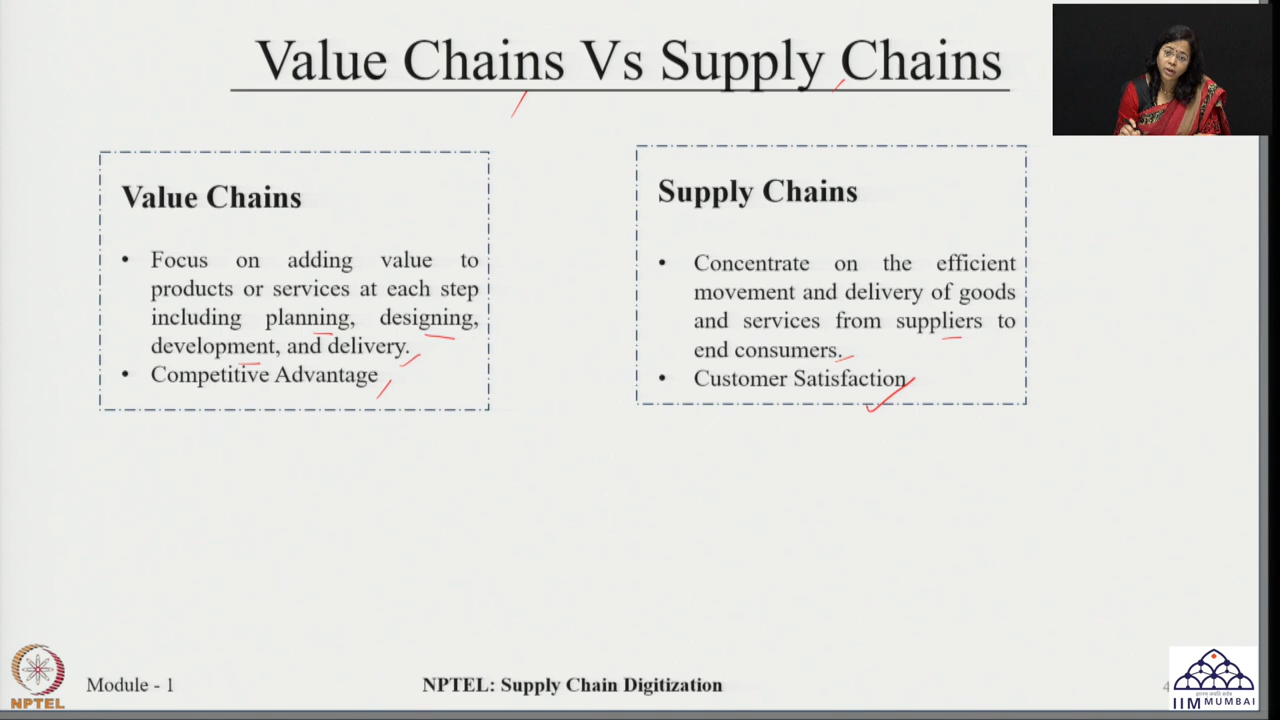 Value Chains Vs Supply Chains
Value Chains
• Focus on adding value to
products or services at each step
including planning, designing,
development, and delivery.
• Competitive Advantage
Supply Chains
• Concentrate on the efficient
movement and delivery of goods
and services from suppliers to
end consumers.
• Customer Satisfaction
NPTEL
Module - 1
NPTEL: Supply Chain Digitization
4
IIM MUMBAI